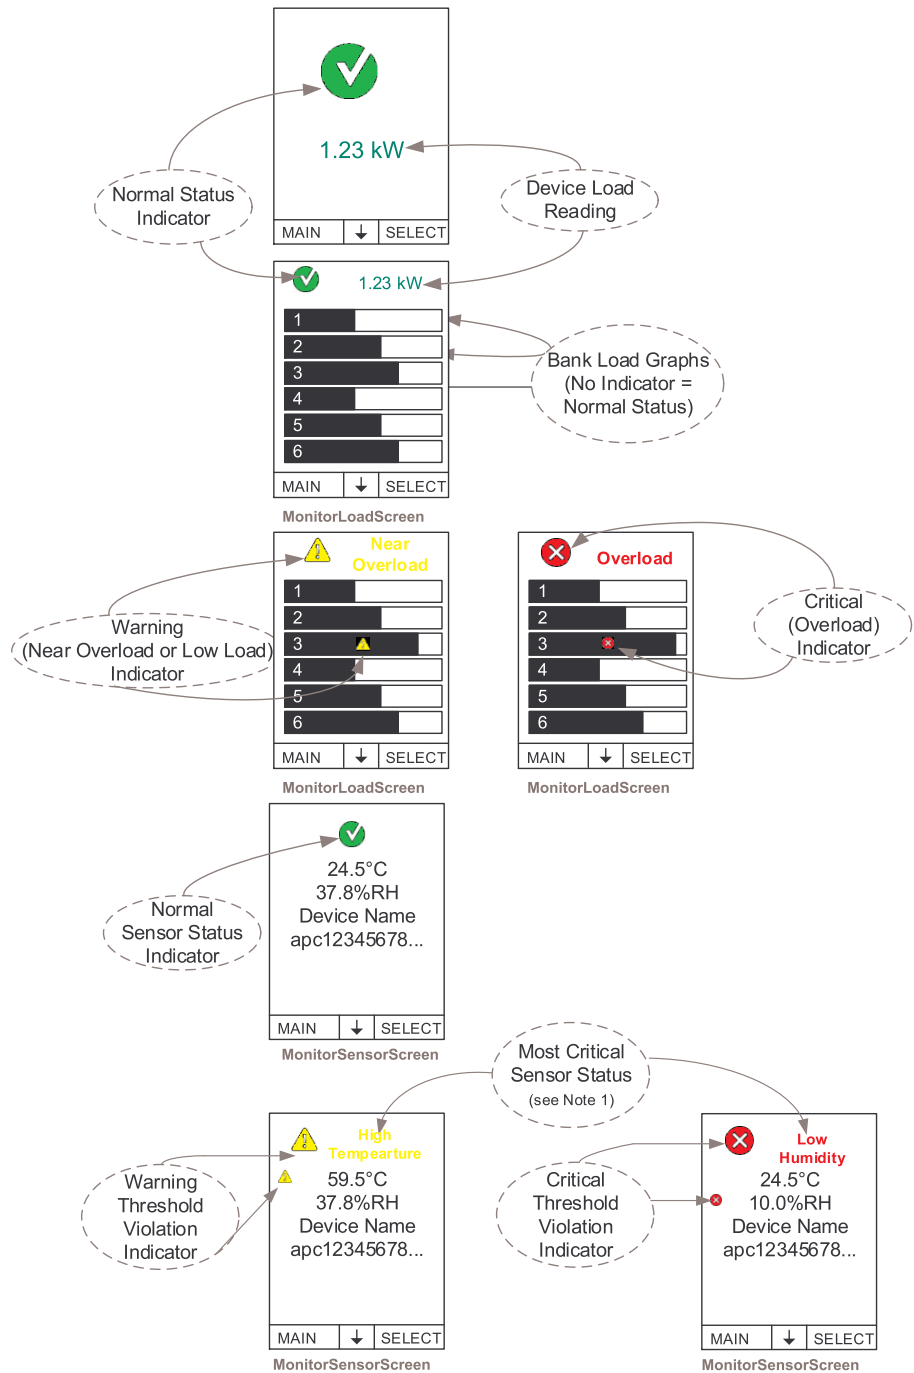 1.23 kW
Normal Status
Indicator
Device Load
Reading
MAIN
SELECT
1.23 kW
1
2
3
4
5
6
Bank Load Graphs
(No Indicator =
Normal Status)
MAIN
SELECT
MonitorLoadScreen
Near
Overload
1
2
3
4
5
6
Warning
(Near Overload or Low Load)
Indicator
MAIN
SELECT
MonitorLoadScreen
Overload
1
2
3
4
5
6
Critical
(Overload)
Indicator
MAIN
SELECT
MonitorLoadScreen
24.5°C
37.8%RH
Device Name
apc12345678...
Normal
Sensor Status
Indicator
MAIN
SELECT
MonitorSensorScreen
Most Critical
Sensor Status
(see Note 1)
High
Tempearture
59.5°C
37.8%RH
Device Name
apc12345678...
Warning
Threshold
Violation
Indicator
MAIN
SELECT
MonitorSensorScreen
Low
Humidity
24.5°C
10.0%RH
Device Name
apc12345678...
Critical
Threshold
Violation
Indicator
MAIN
SELECT
MonitorSensorScreen